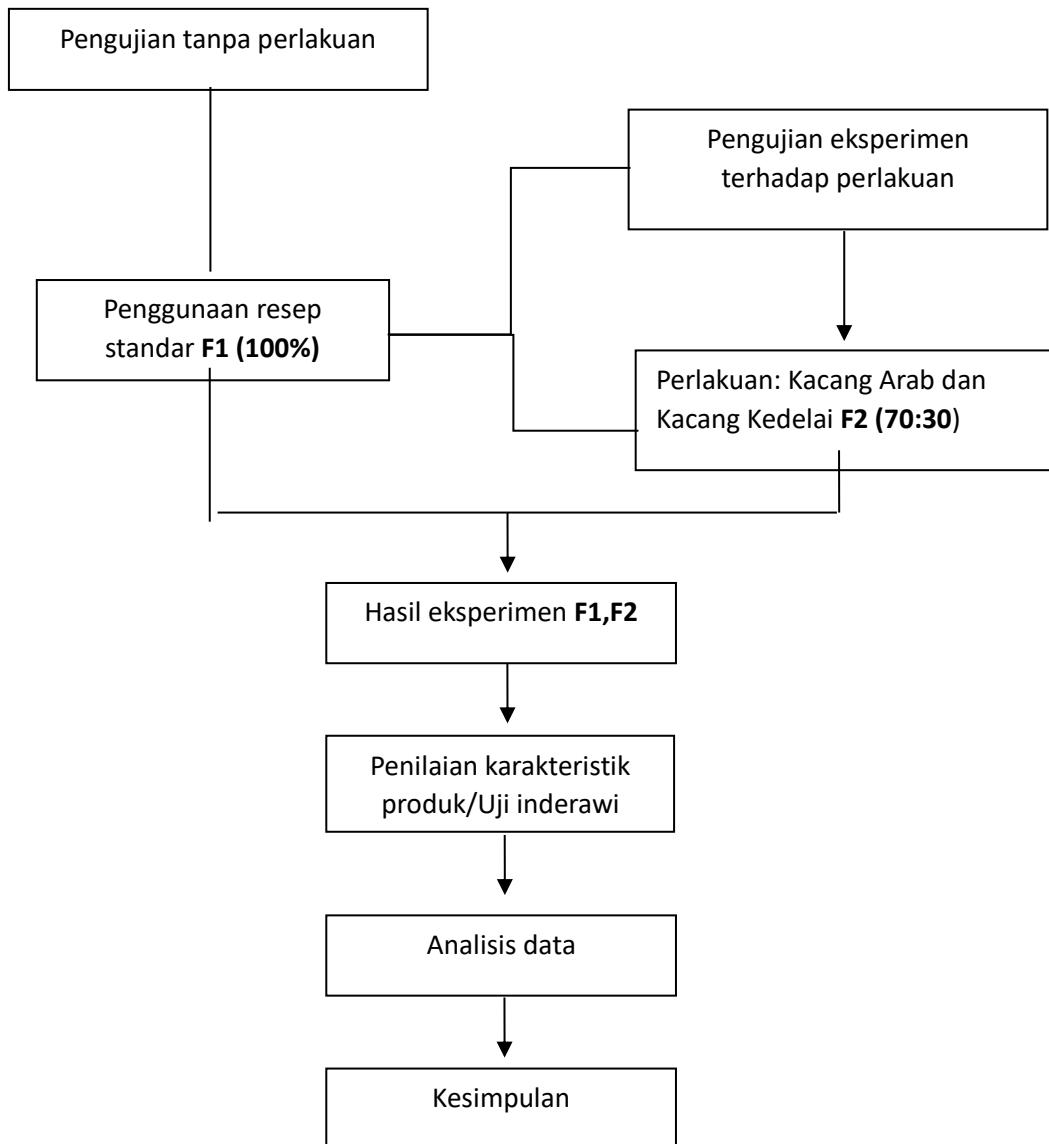 Pengujian tanpa perlakuan
Pengujian eksperimen
terhadap perlakuan
Penggunaan resep
standar F1 (100%)
Perlakuan: Kacang Arab dan
Kacang Kedelai F2 (70:30)
Hasil eksperimen F1,F2
Penilaian karakteristik
produk/Uji inderawi
Analisis data
Kesimpulan